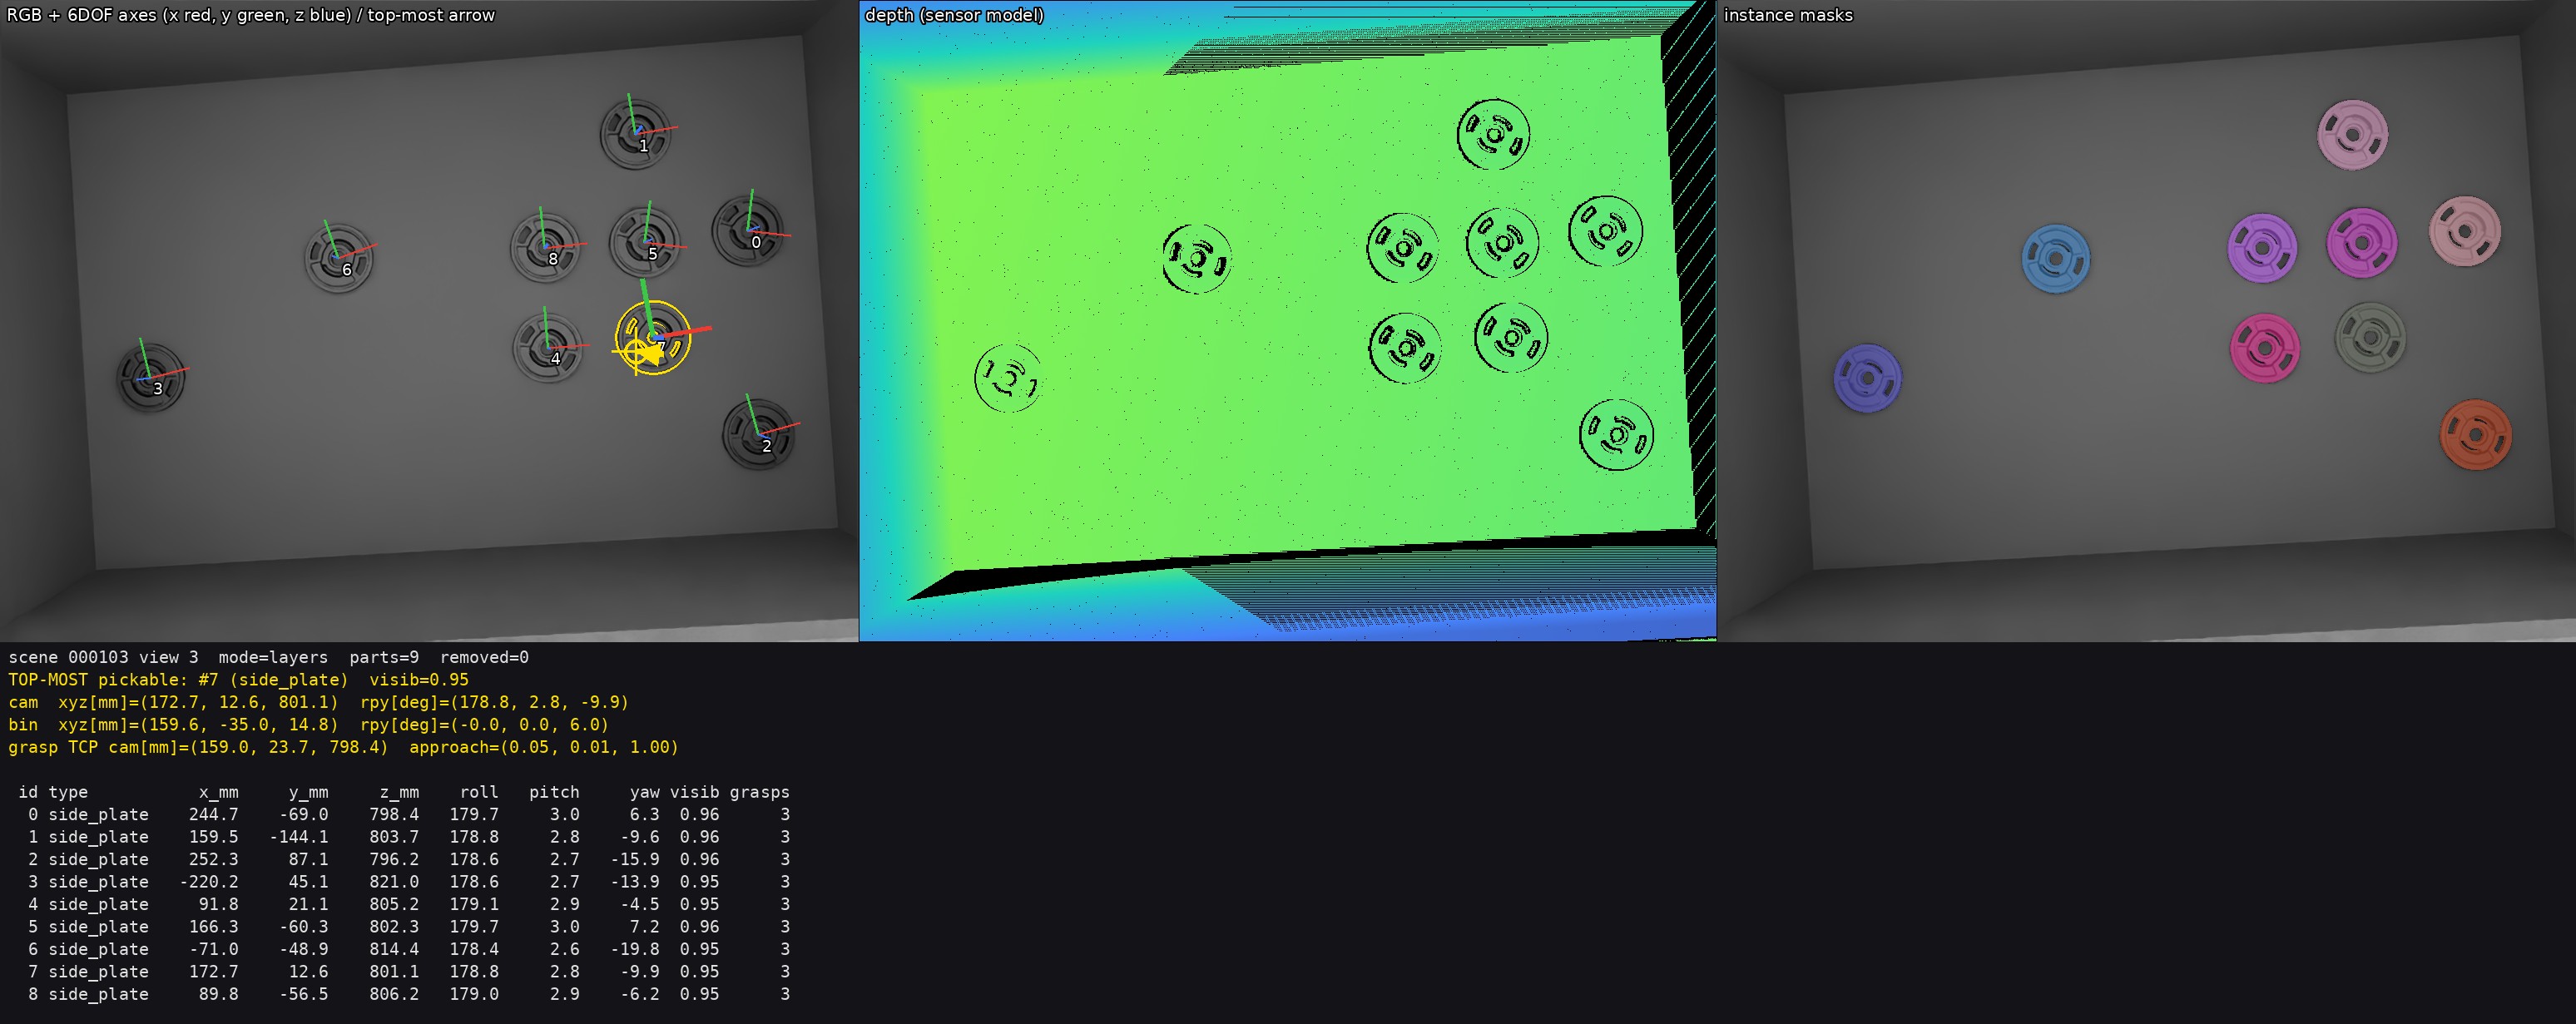 RGB + 6DOF axes (x red, y green, z blue) / top-most arrow
depth (sensor model)
instance masks
1
0
5
8
6
7
4
3
2
scene 000103 view 3  mode=layers  parts=9  removed=0
TOP-MOST pickable: #7 (side_plate)  visib=0.95
cam  xyz[mm]=(172.7, 12.6, 801.1)  rpy[deg]=(178.8, 2.8, -9.9)
bin  xyz[mm]=(159.6, -35.0, 14.8)  rpy[deg]=(-0.0, 0.0, 6.0)
grasp TCP cam[mm]=(159.0, 23.7, 798.4)  approach=(0.05, 0.01, 1.00)
id type x_mm y_mm z_mm roll pitch yaw visib grasps
0 side_plate 244.7 -69.0 798.4 179.7 3.0 6.3 0.96 3
1 side_plate 159.5 -144.1 803.7 178.8 2.8 -9.6 0.96 3
2 side_plate 252.3 87.1 796.2 178.6 2.7 -15.9 0.96 3
3 side_plate -220.2 45.1 821.0 178.6 2.7 -13.9 0.95 3
4 side_plate 91.8 21.1 805.2 179.1 2.9 -4.5 0.95 3
5 side_plate 166.3 -60.3 802.3 179.7 3.0 7.2 0.96 3
6 side_plate -71.0 -48.9 814.4 178.4 2.6 -19.8 0.95 3
7 side_plate 172.7 12.6 801.1 178.8 2.8 -9.9 0.95 3
8 side_plate 89.8 -56.5 806.2 179.0 2.9 -6.2 0.95 3